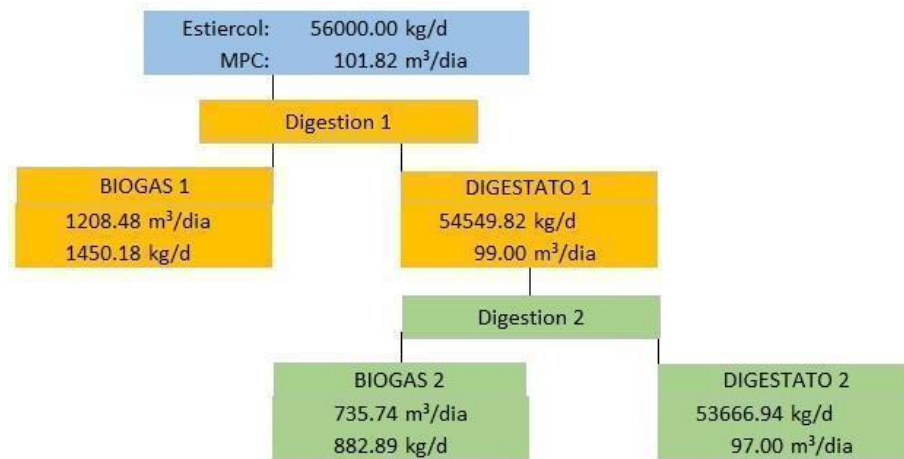 Estiercol: 56000.00 kg/d
MPC: 101.82 m³/dia
Digestion 1
BIOGAS 1
1208.48 m³/dia
1450.18 kg/d
DIGESTATO 1
54549.82 kg/d
99.00 m³/dia
Digestion 2
BIOGAS 2
735.74 m³/dia
882.89 kg/d
DIGESTATO 2
53666.94 kg/d
97.00 m³/dia